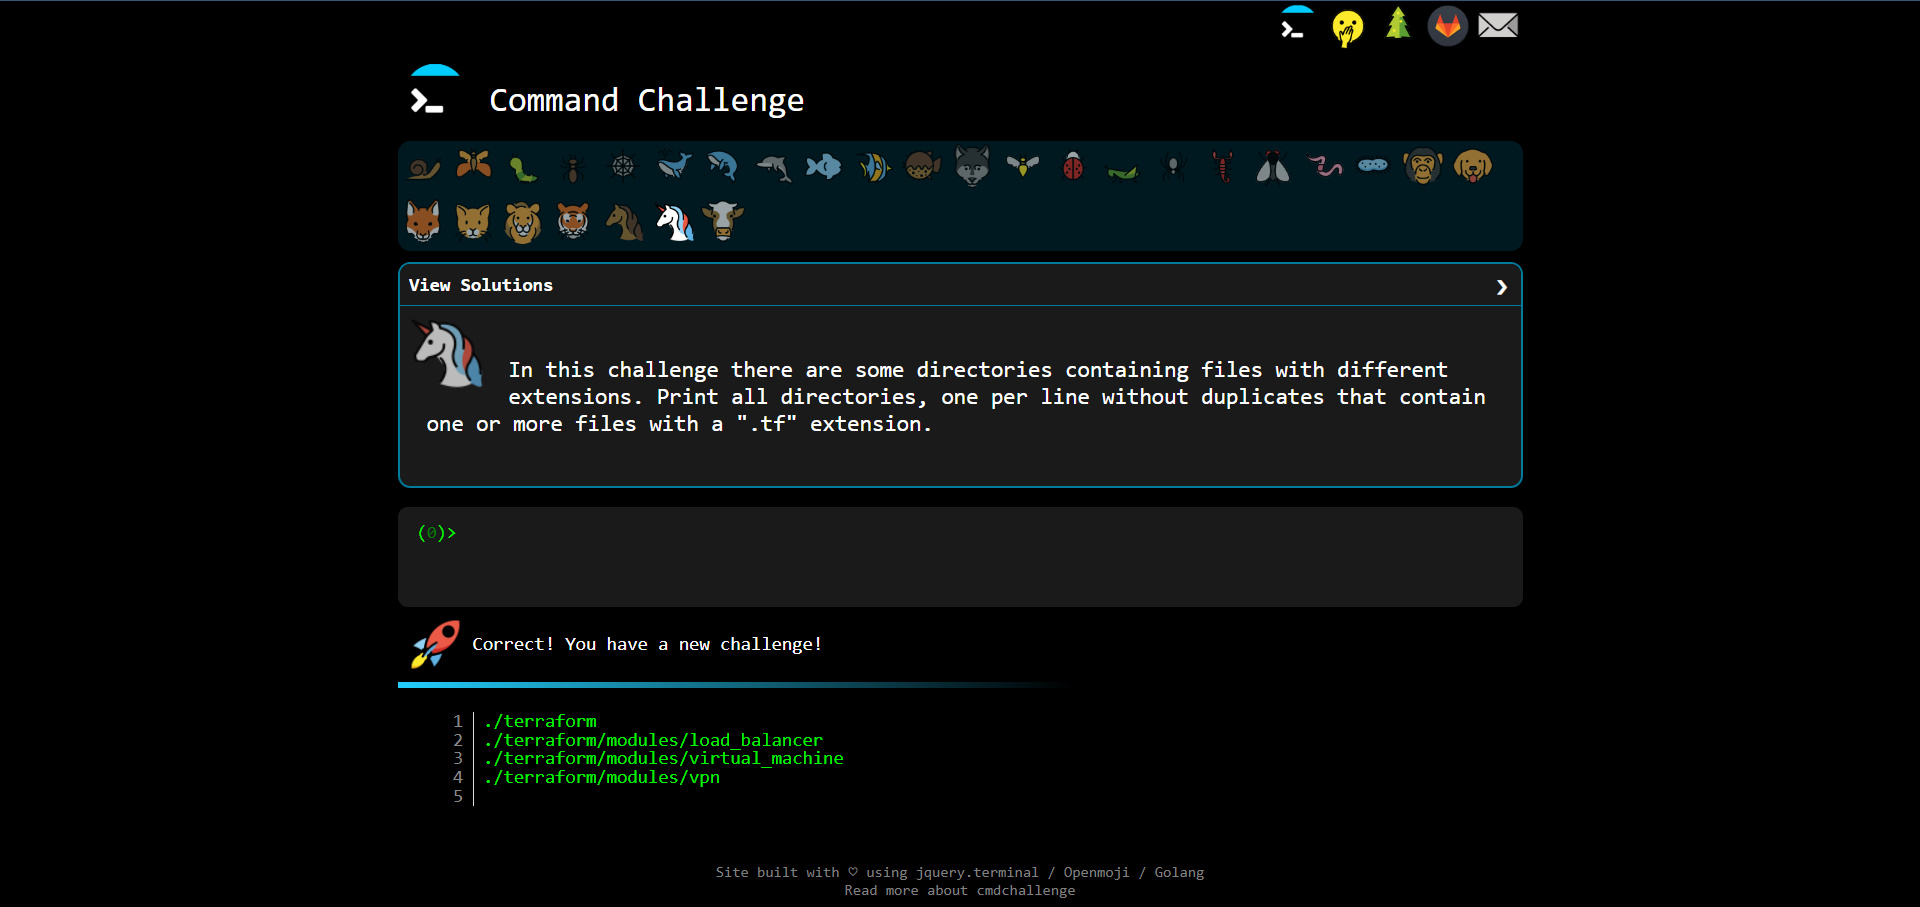 Command Challenge
View Solutions
In this challenge there are some directories containing files with different
extensions. Print all directories, one per line without duplicates that contain
one or more files with a ".tf" extension.
(0)>
Correct! You have a new challenge!
1 ./terraform
2 ./terraform/modules/load_balancer
3 ./terraform/modules/virtual_machine
4 ./terraform/modules/vpn
5
Site built with ♡ using jquery.terminal / Openmoji / Golang
Read more about cmdchallenge